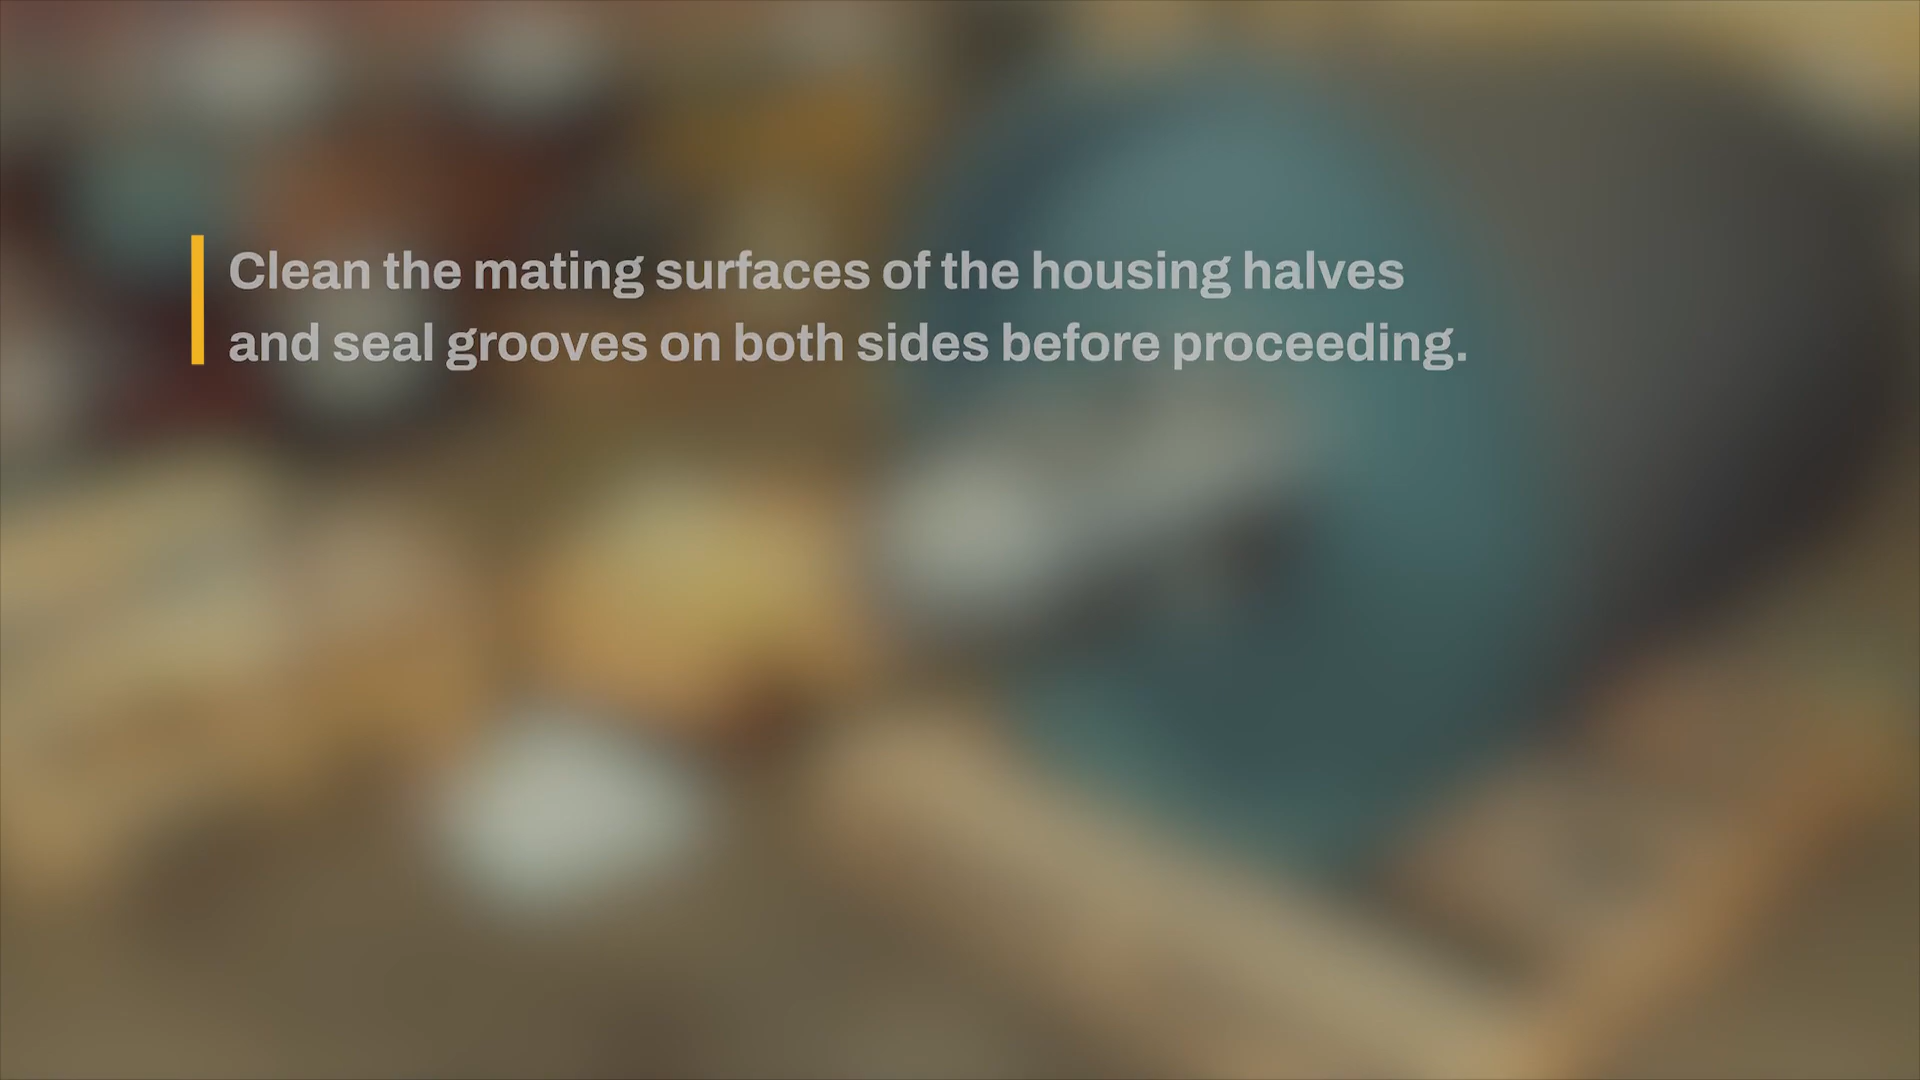 Clean the mating surfaces of the housing halves
and seal grooves on both sides before proceeding.